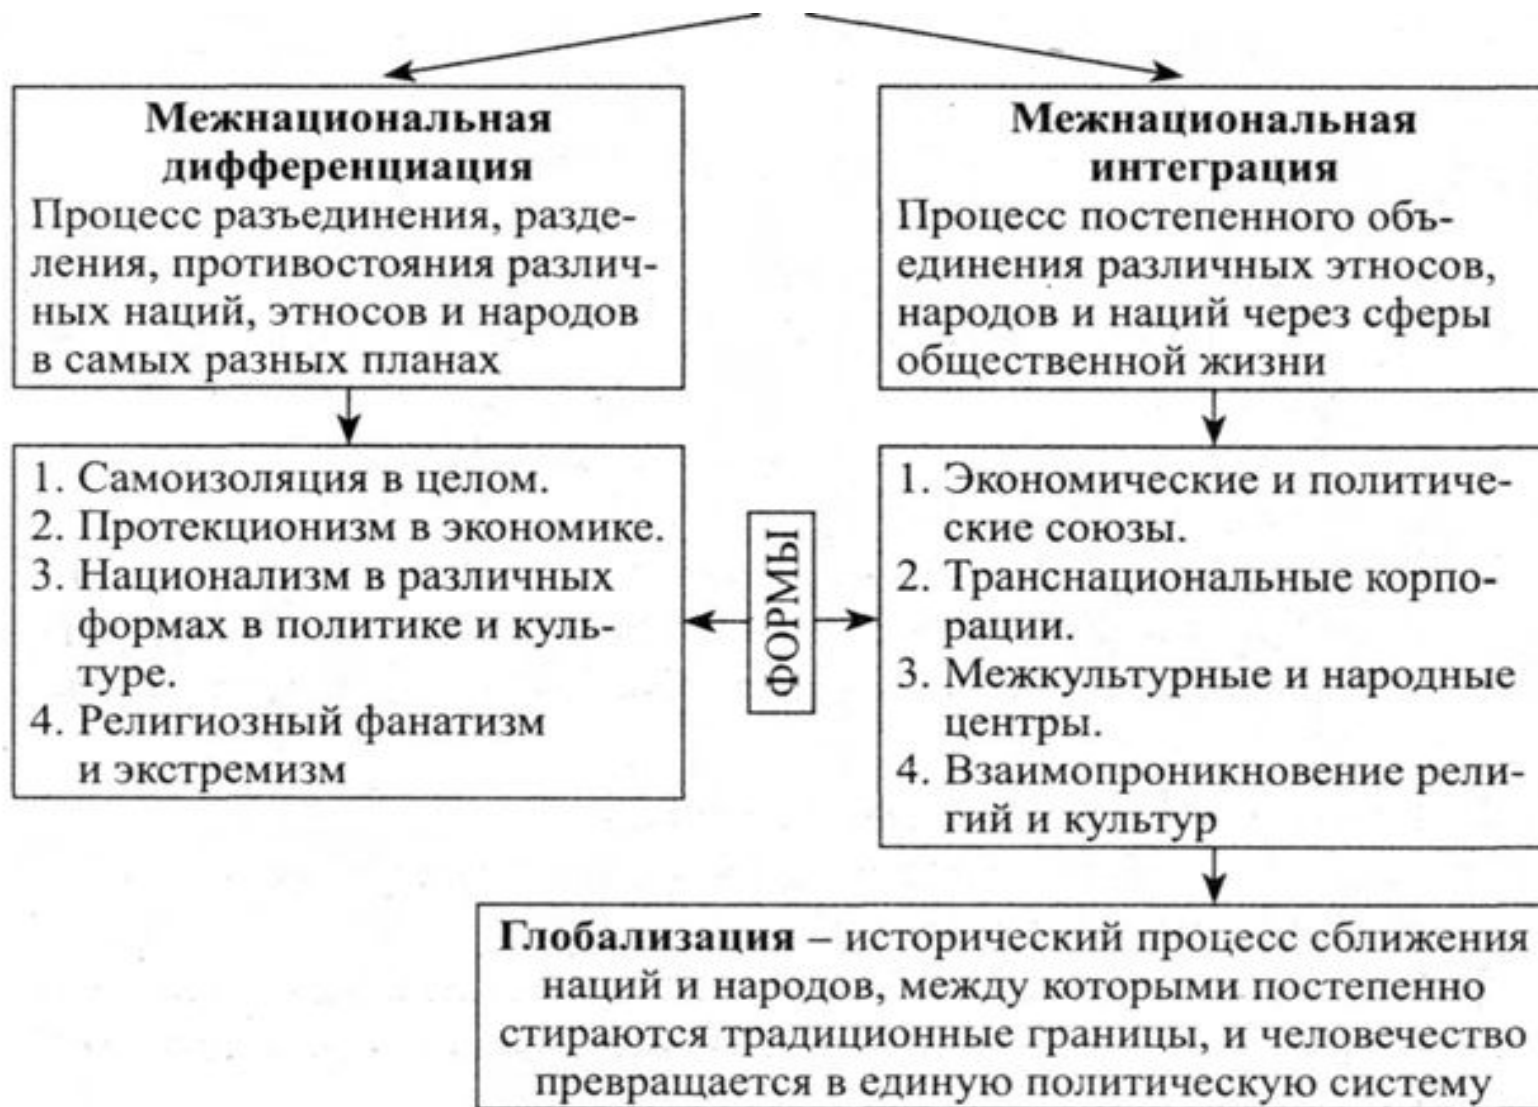 Межнациональная
дифференциация
Процесс разъединения, разде-
ления, противостояния различ-
ных наций, этносов и народов
в самых разных планах
Межнациональная
интеграция
Процесс постепенного объ-
единения различных этносов,
народов и наций через сферы
общественной жизни
1. Самоизоляция в целом.
2. Протекционизм в экономике.
3. Национализм в различных
формах в политике и куль-
туре.
4. Религиозный фанатизм
и экстремизм
ФОРМЫ
1. Экономические и политиче-
ские союзы.
2. Транснациональные корпо-
рации.
3. Межкультурные и народные
центры.
4. Взаимопроникновение рели-
гий и культур
Глобализация – исторический процесс сближения
наций и народов, между которыми постепенно
стираются традиционные границы, и человечество
превращается в единую политическую систему